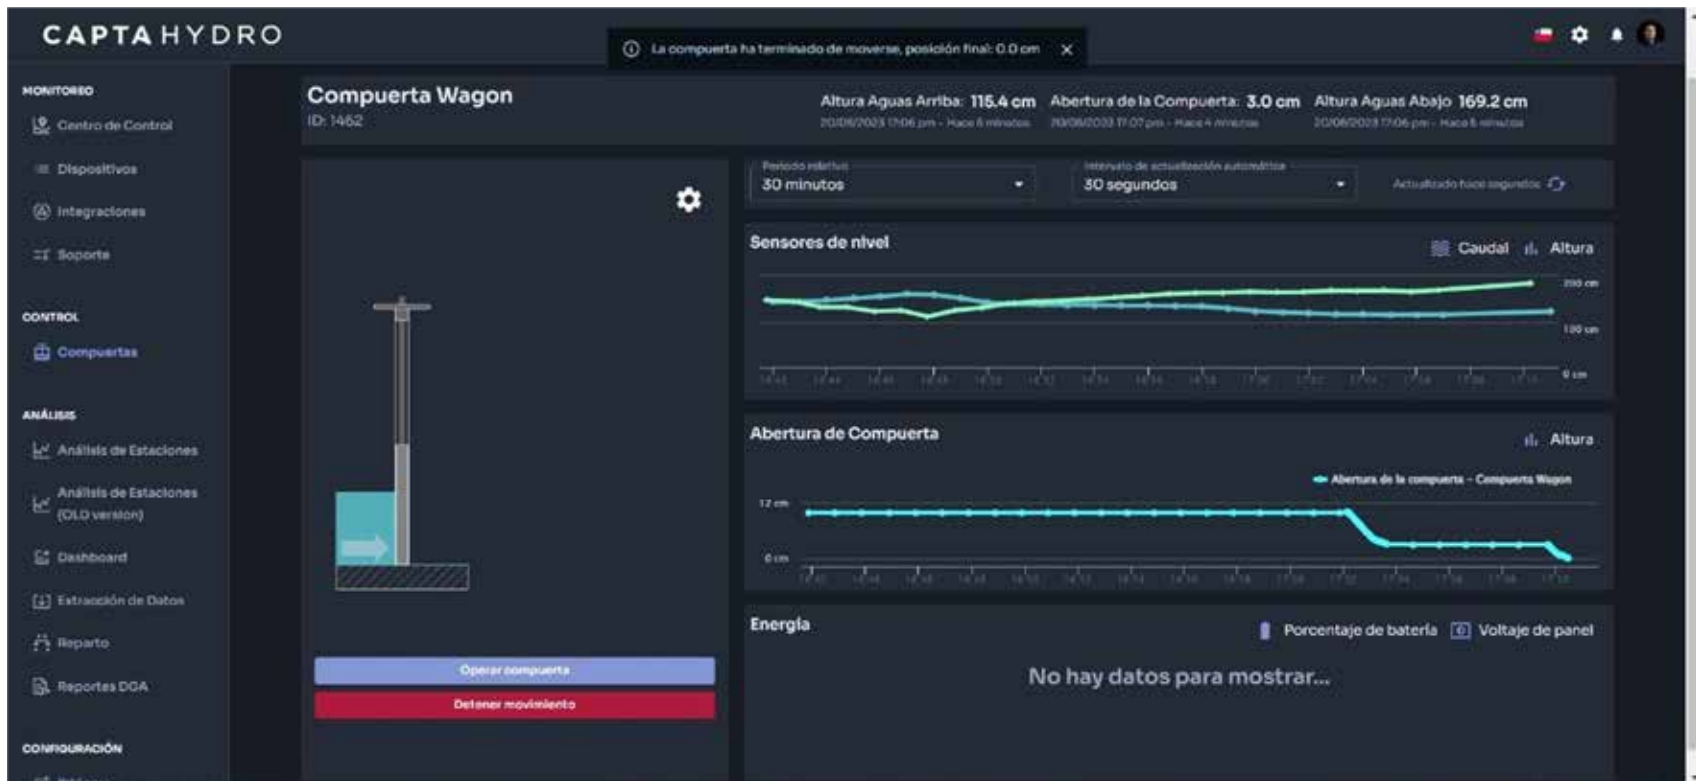 CAPTA HYDRO
La compuerta ha terminado de moverse, posición final: 0.0 cm
MONITOREO
Centro de Control
Dispositivos
Integraciones
Soporte
CONTROL
Compuertas
ANÁLISIS
Análisis de Estaciones
Análisis de Estaciones
(OLD version)
Dashboard
Extracción de Datos
Reparto
Reportes DGA
CONFIGURACIÓN
Compuerta Wagon
ID: 1462
Altura Aguas Arriba: 115.4 cm
Abertura de la Compuerta: 3.0 cm
Altura Aguas Abajo 169.2 cm
Operar compuerta
Detener movimiento
Periodo relativo
30 minutos
Intervalo de actualización automática
30 segundos
Actualizado hace segundos
Sensores de nivel
Caudal
Altura
200 cm
100 cm
0 cm
Abertura de Compuerta
Altura
Abertura de la compuerta - Compuerta Wagon
12 cm
0 cm
Energía
Porcentaje de batería
Voltaje de panel
No hay datos para mostrar...